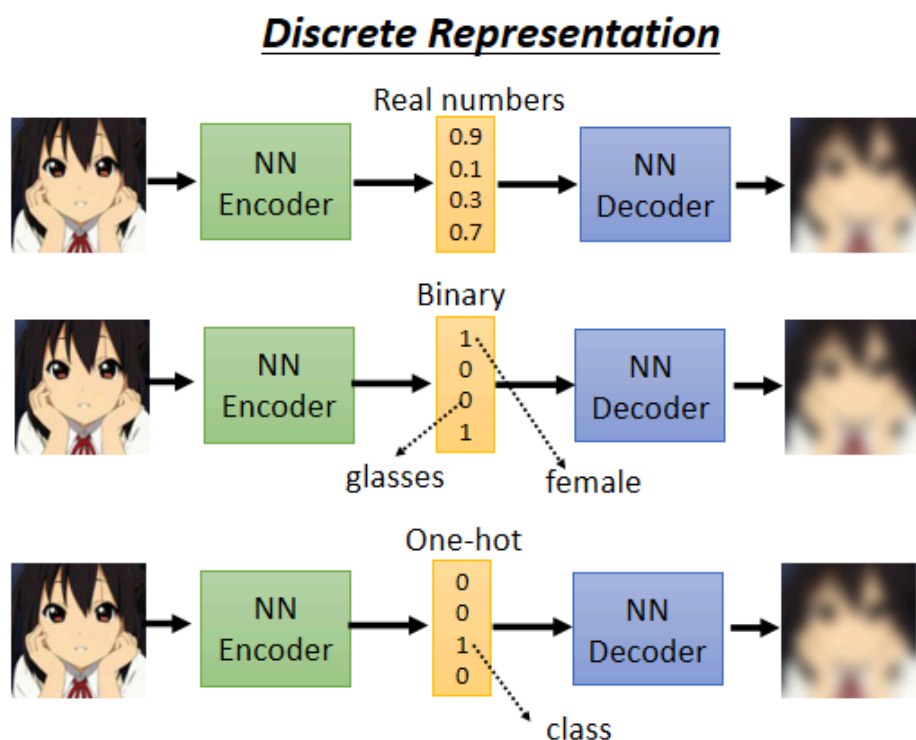 Discrete Representation
Real numbers
NN
Encoder
0.9
0.1
0.3
0.7
NN
Decoder
Binary
NN
Encoder
1
0
0
1
NN
Decoder
glasses
female
One-hot
NN
Encoder
0
0
1
0
NN
Decoder
class